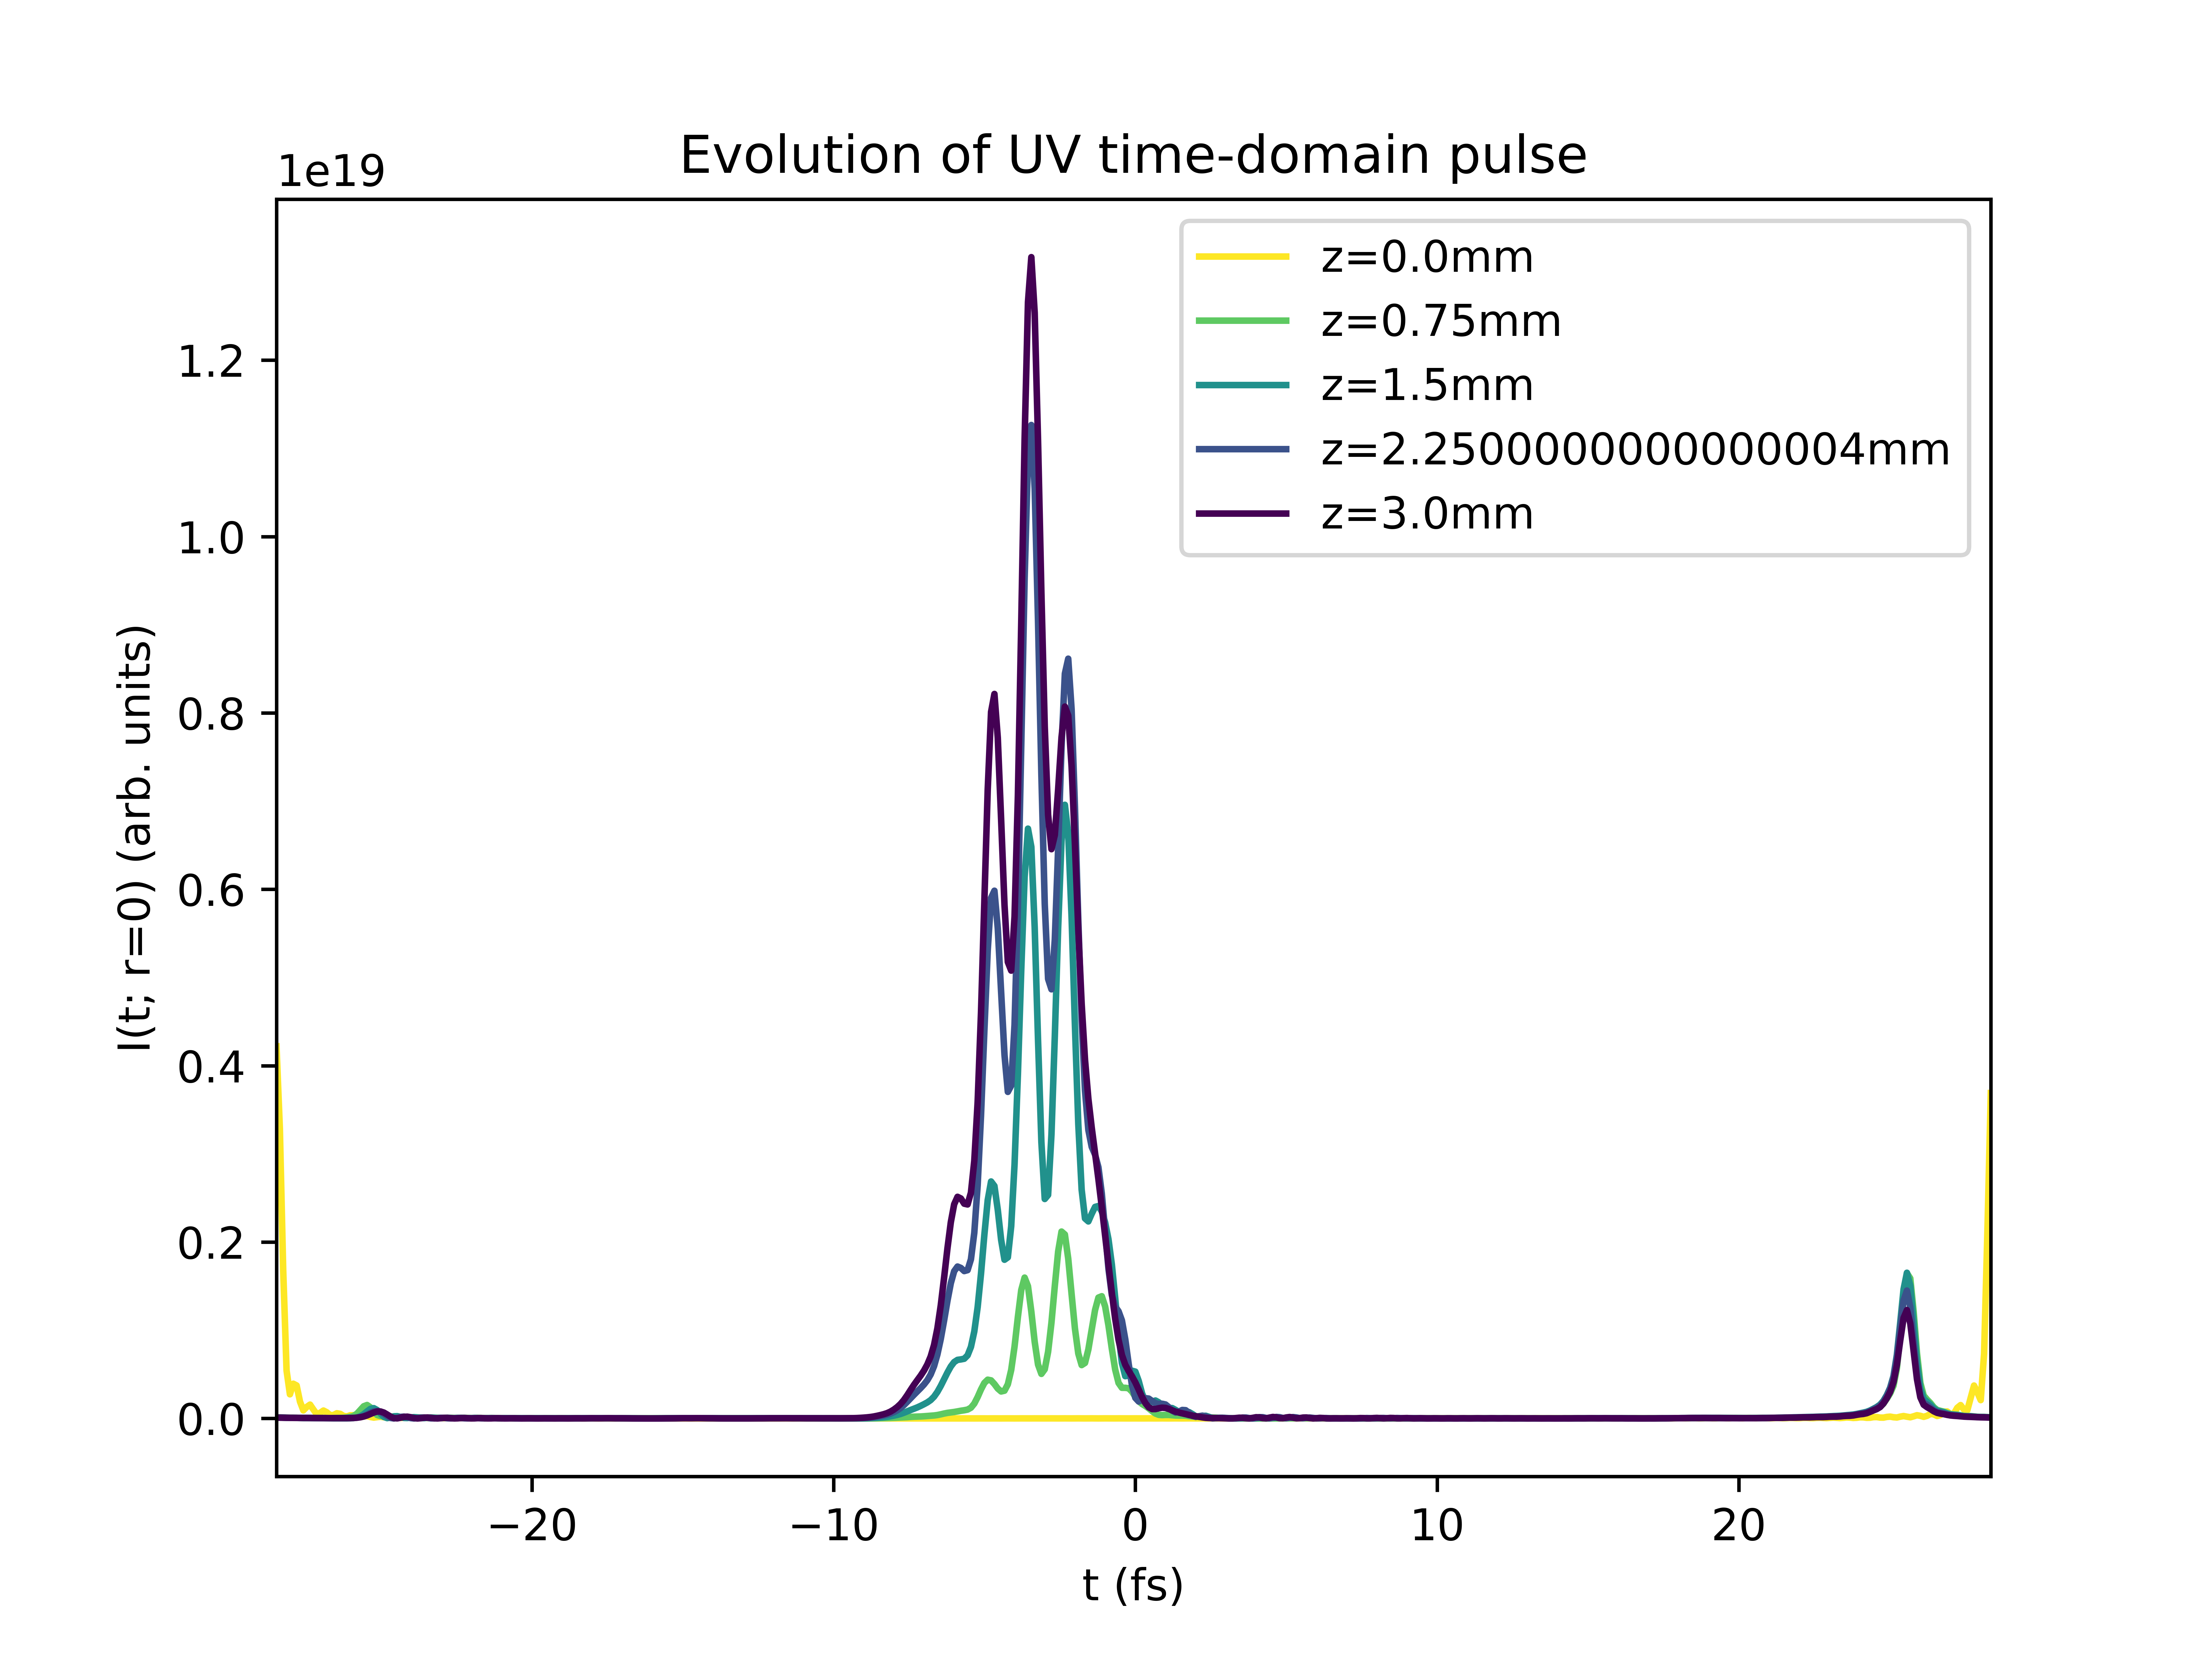 Evolution of UV time-domain pulse
1e19
z=0.0mm
z=0.75mm
z=1.5mm
z=2.2500000000000004mm
z=3.0mm
1.2
1.0
0.8
0.6
0.4
0.2
0.0
I(t; r=0) (arb. units)
−20
−10
0
10
20
t (fs)